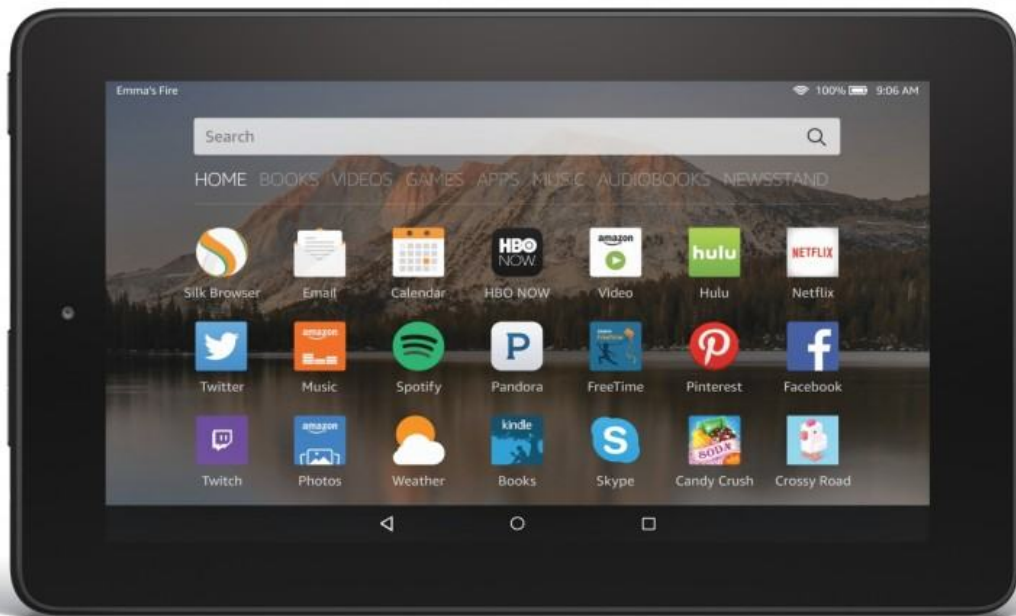 Emma's Fire 100% 9:06 AM
Search
HOME BOOKS VIDEOS GAMES APPS MUSIC AUDIOBOOKS NEWSSTAND
HBO NOW amazon hulu NETFLIX
Silk Browser Email Calendar HBO NOW Video Hulu Netflix
amazon P FreeTime f
Twitter Music Spotify Pandora FreeTime Pinterest Facebook
amazon kindle S SODA
Twitch Photos Weather Books Skype Candy Crush Crossy Road